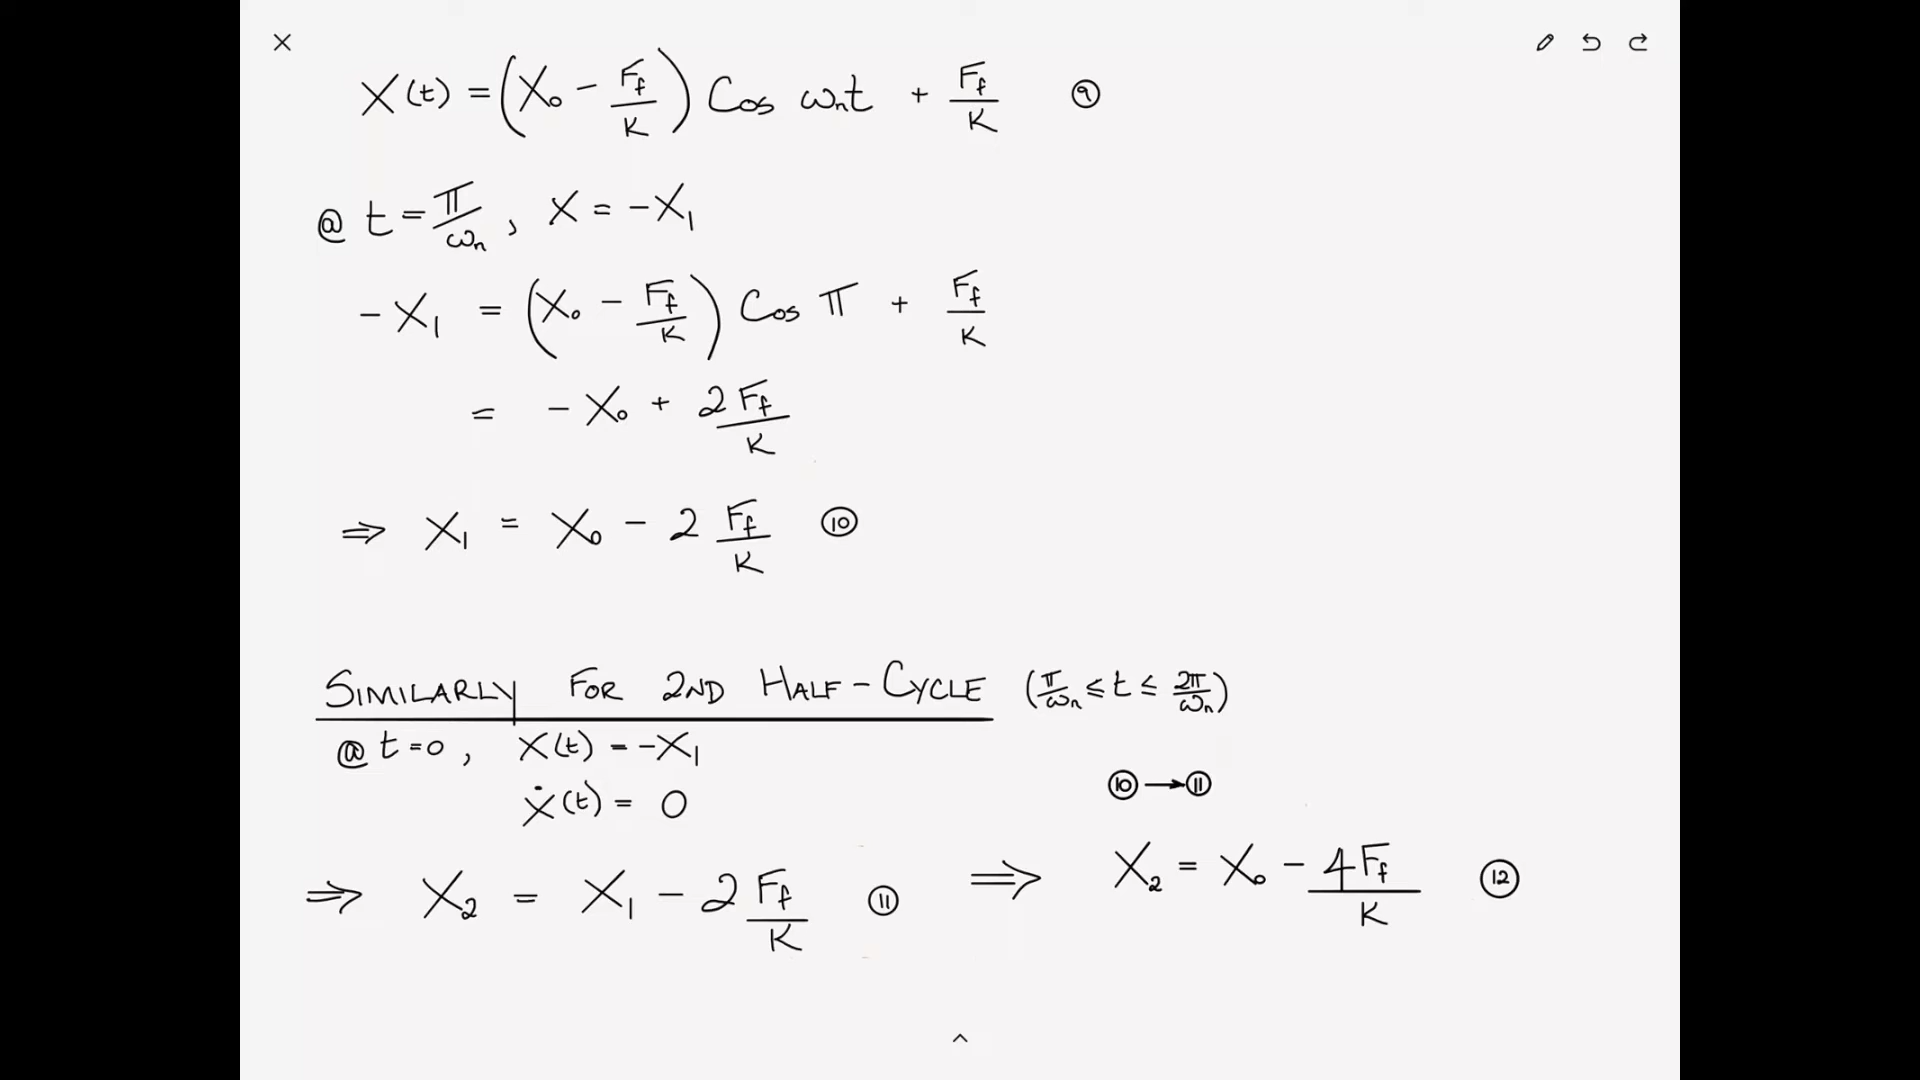 X(t) = (X₀ - F_f/K) Cos ωₙt + F_f/K ⑨
@ t = π/ωₙ, X = -X₁
-X₁ = (X₀ - F_f/K) Cos π + F_f/K
= -X₀ + 2F_f/K
⇒ X₁ = X₀ - 2 F_f/K ⑩
SIMILARLY FOR 2ND HALF-CYCLE (π/ωₙ ≤ t ≤ 2π/ωₙ)
@ t=0, X(t) = -X₁
Ẋ(t) = 0
⑩ → ⑪
⇒ X₂ = X₁ - 2 F_f/K ⑪ ⇒ X₂ = X₀ - 4F_f/K ⑫